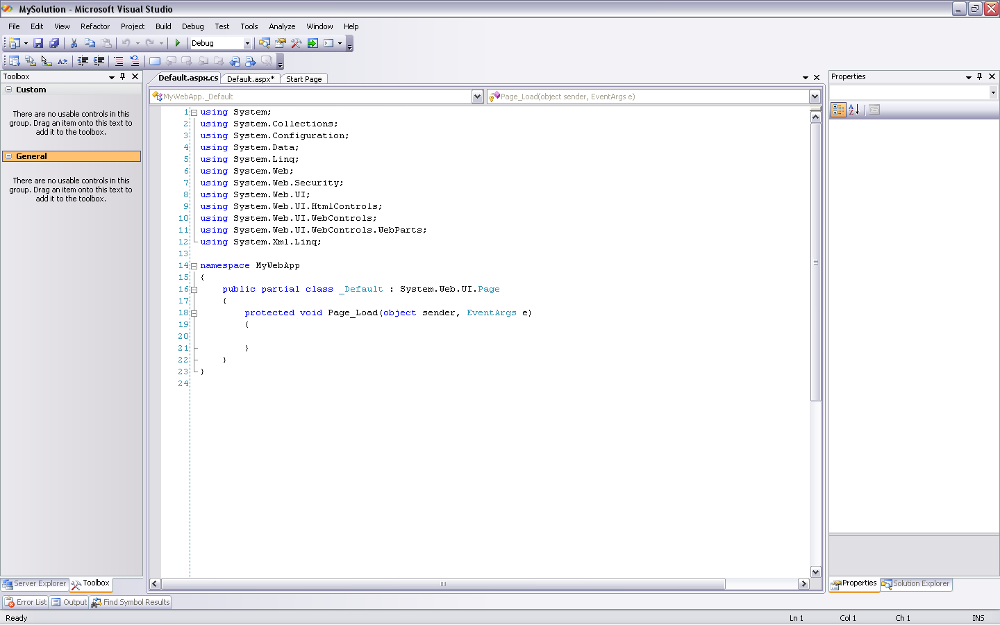 MySolution - Microsoft Visual Studio
File Edit View Refactor Project Build Debug Test Tools Analyze Window Help
Debug
Toolbox
Custom
There are no usable controls in this
group. Drag an item onto this text to
add it to the toolbox.
General
There are no usable controls in this
group. Drag an item onto this text to
add it to the toolbox.
Server Explorer Toolbox
Default.aspx.cs Default.aspx* Start Page
MyWebApp._Default Page_Load(object sender, EventArgs e)
1 using System;
2 using System.Collections;
3 using System.Configuration;
4 using System.Data;
5 using System.Linq;
6 using System.Web;
7 using System.Web.Security;
8 using System.Web.UI;
9 using System.Web.UI.HtmlControls;
10 using System.Web.UI.WebControls;
11 using System.Web.UI.WebControls.WebParts;
12 using System.Xml.Linq;
13
14 namespace MyWebApp
15 {
16 public partial class _Default : System.Web.UI.Page
17 {
18 protected void Page_Load(object sender, EventArgs e)
19 {
20
21 }
22 }
23 }
24
Properties
Properties Solution Explorer
Error List Output Find Symbol Results
Ready Ln 1 Col 1 Ch 1 INS